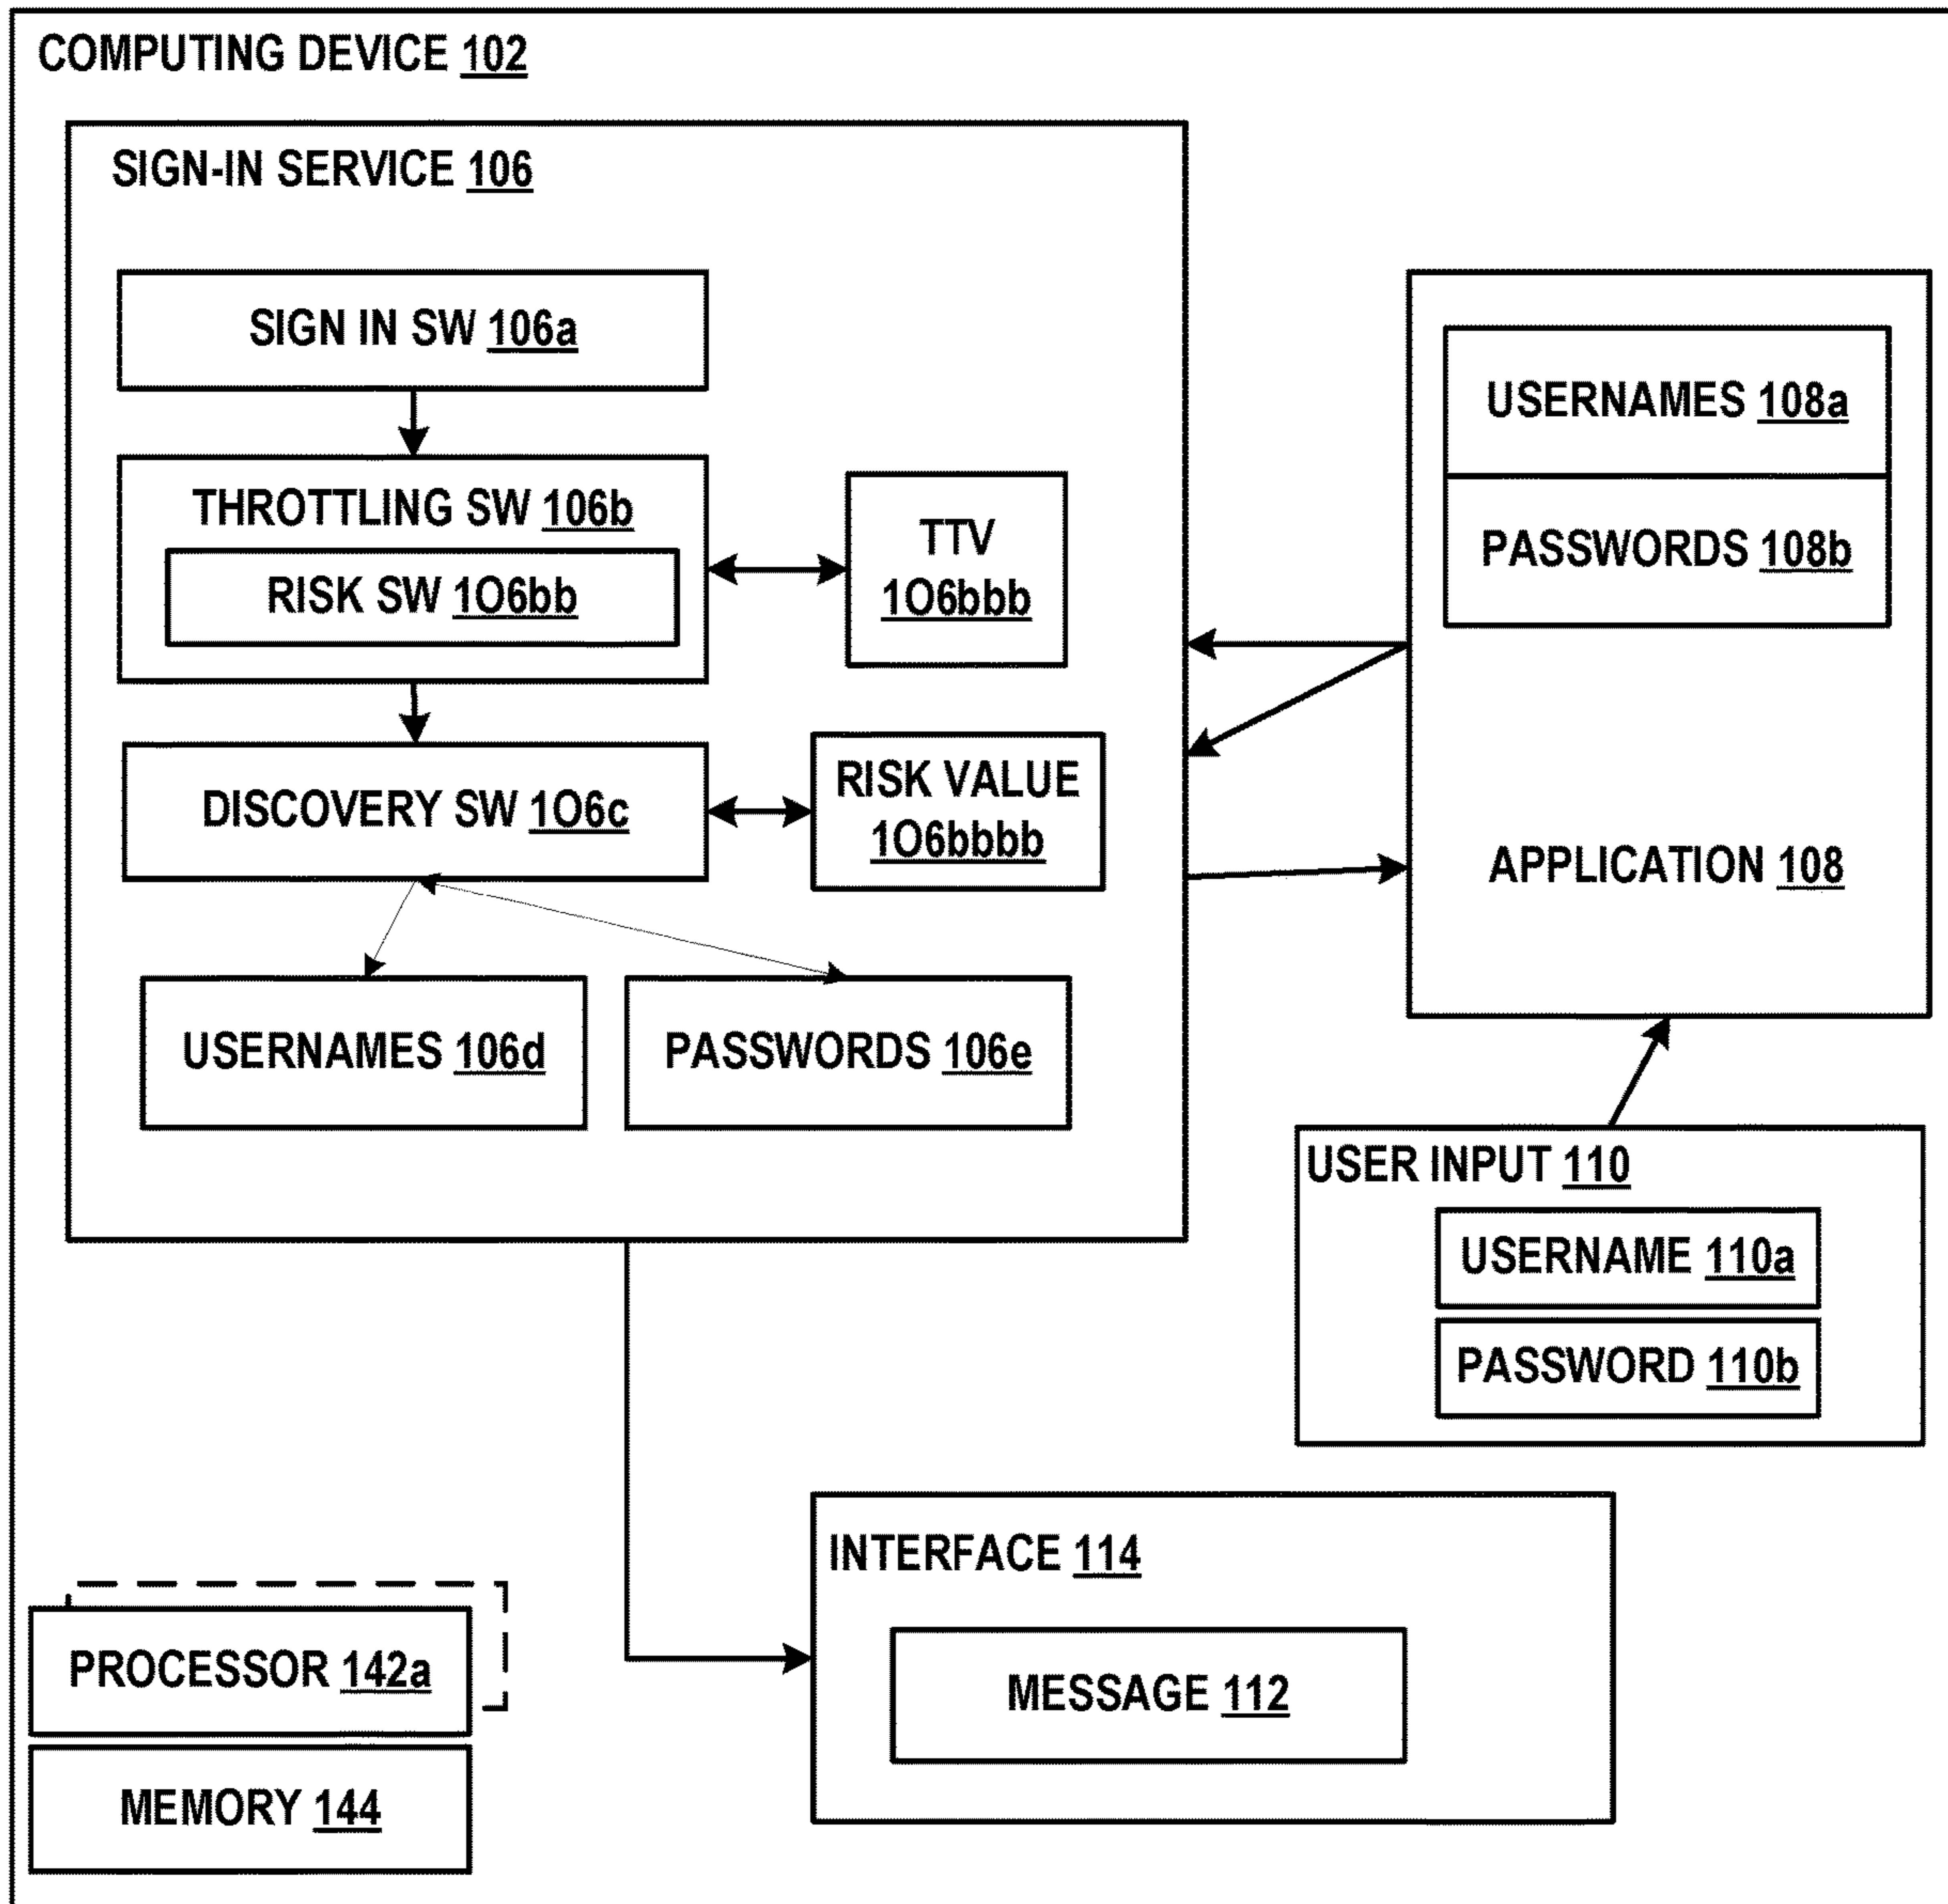 COMPUTING DEVICE 102
SIGN-IN SERVICE 106
SIGN IN SW 106a
THROTTLING SW 106b
RISK SW 1O6bb
TTV
1O6bbb
DISCOVERY SW 1O6c
RISK VALUE
1O6bbbb
USERNAMES 106d
PASSWORDS 106e
USERNAMES 108a
PASSWORDS 108b
APPLICATION 108
USER INPUT 110
USERNAME 110a
PASSWORD 110b
INTERFACE 114
MESSAGE 112
PROCESSOR 142a
MEMORY 144